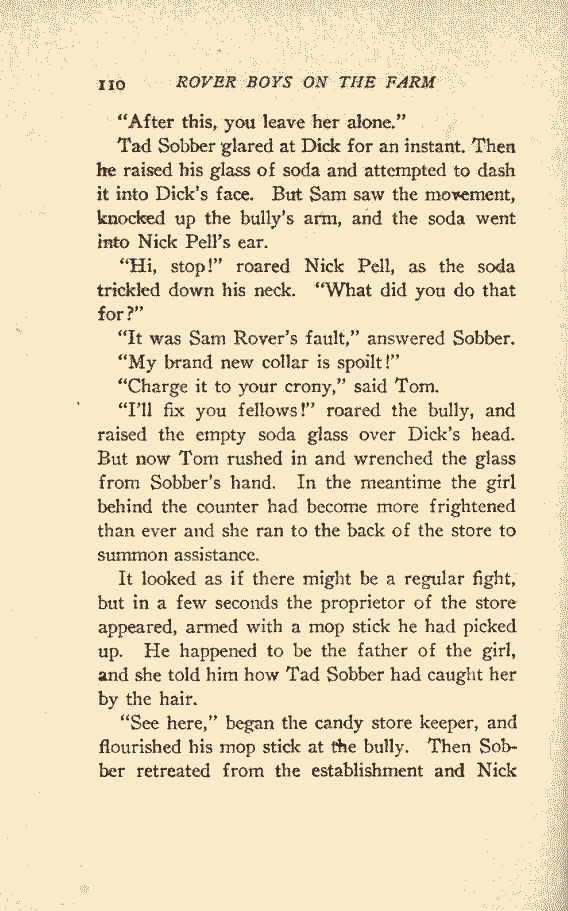 110 ROVER BOYS ON THE FARM
“After this, you leave her alone.”
Tad Sobber glared at Dick for an instant. Then
he raised his glass of soda and attempted to dash
it into Dick’s face. But Sam saw the movement,
knocked up the bully’s arm, and the soda went
into Nick Pell’s ear.
“Hi, stop!” roared Nick Pell, as the soda
trickled down his neck. “What did you do that
for?”
“It was Sam Rover’s fault,” answered Sobber.
“My brand new collar is spoilt!”
“Charge it to your crony,” said Tom.
“I’ll fix you fellows!” roared the bully, and
raised the empty soda glass over Dick’s head.
But now Tom rushed in and wrenched the glass
from Sobber’s hand. In the meantime the girl
behind the counter had become more frightened
than ever and she ran to the back of the store to
summon assistance.
It looked as if there might be a regular fight,
but in a few seconds the proprietor of the store
appeared, armed with a mop stick he had picked
up. He happened to be the father of the girl,
and she told him how Tad Sobber had caught her
by the hair.
“See here,” began the candy store keeper, and
flourished his mop stick at the bully. Then Sob-
ber retreated from the establishment and Nick